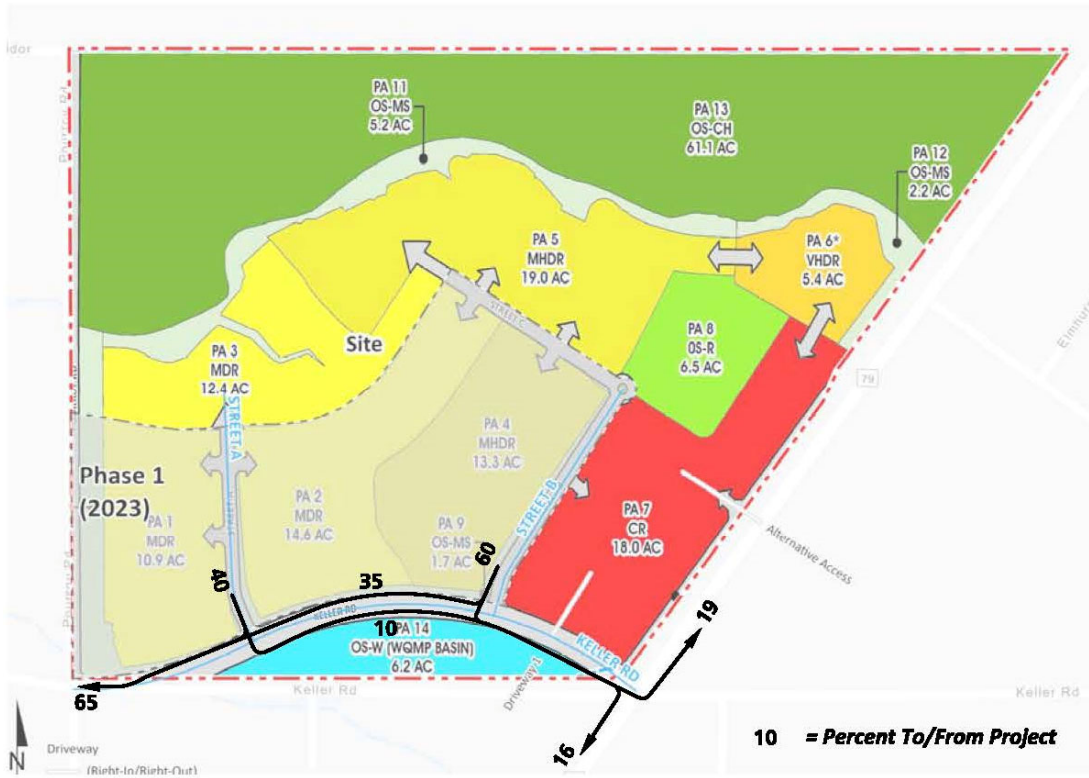 idor
PA 11
OS-MS
5.2 AC
PA 13
OS-CH
61.1 AC
PA 12
OS-MS
2.2 AC
PA 5
MHDR
19.0 AC
PA 6*
VHDR
5.4 AC
STREET-C
Site
PA 8
OS-R
6.5 AC
PA 3
MDR
12.4 AC
79
STREET-A
PA 4
MHDR
13.3 AC
Phase 1
(2023)
PA 1
MDR
10.9 AC
PA 2
MDR
14.6 AC
STREET-B
PA 7
CR
18.0 AC
PA 9
OS-MS
1.7 AC
Alternative Access
40
35
60
KELLER RD
10
PA 14
OS-W (WQMP BASIN)
6.2 AC
KELLER RD
19
65
Keller Rd
Driveway 1
Keller Rd
16
10 = Percent To/From Project
N
Driveway
(Right-In/Right-Out)